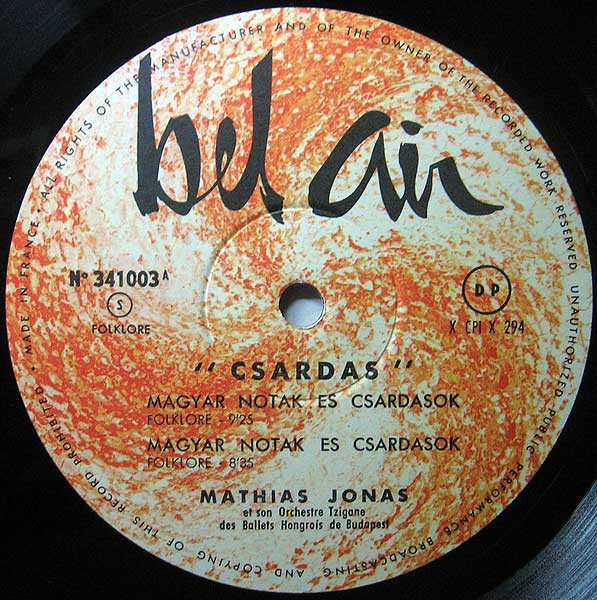 MADE IN FRANCE • ALL RIGHTS OF THE MANUFACTURER AND OF THE OWNER OF THE RECORDED WORK RESERVED UNAUTHORIZED PUBLIC PERFORMANCE BROADCASTING AND COPYING OF THIS RECORD PROHIBITED •
bel air
Nº 341003 A
S
FOLKLORE
DP
X CPI X 294
"CSARDAS"
MAGYAR NOTAK ES CSARDASOK
FOLKLORE - 9'25
MAGYAR NOTAK ES CSARDASOK
FOLKLORE - 8'35
MATHIAS JONAS
et son Orchestre Tzigane
des Ballets Hongrois de Budapest